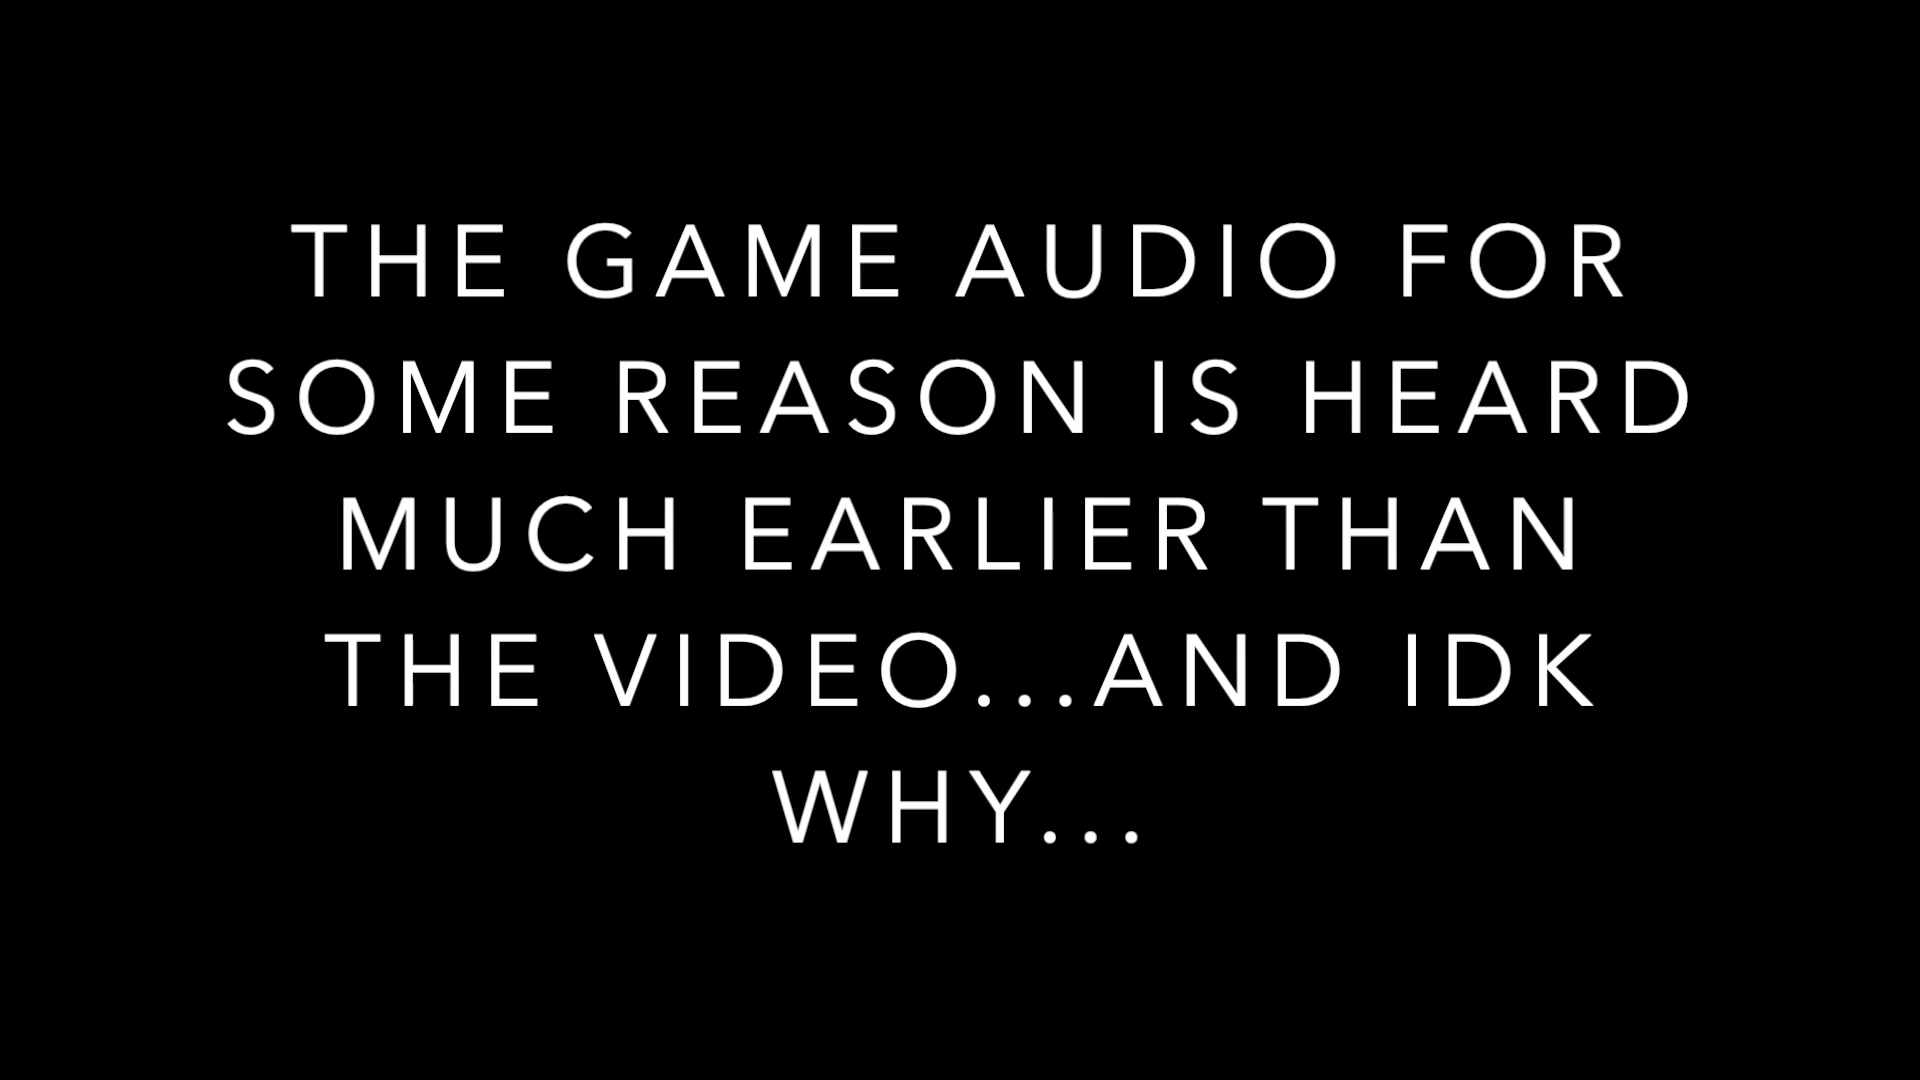 THE GAME AUDIO FOR
SOME REASON IS HEARD
MUCH EARLIER THAN
THE VIDEO...AND IDK
WHY...